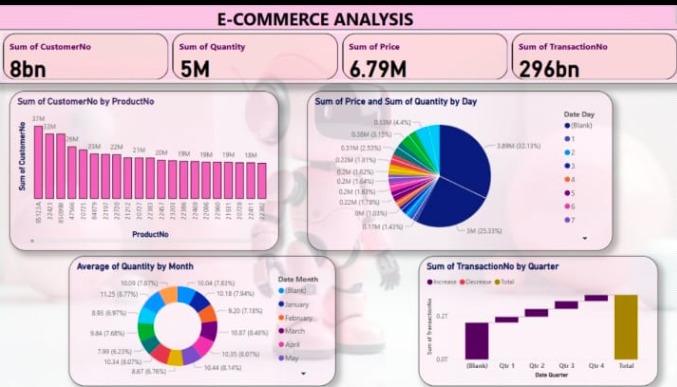 E-COMMERCE ANALYSIS
Sum of CustomerNo
8bn
Sum of Quantity
5M
Sum of Price
6.79M
Sum of TransactionNo
296bn
Sum of CustomerNo by ProductNo
Sum of CustomerNo
37M
32M
26M
23M
22M
21M
20M
19M
19M
19M
18M
85123A
22423
85099B
47566
20725
84879
22197
22720
21212
20727
22383
22457
23203
22386
22469
22086
22960
21931
20728
22411
22382
ProductNo
Sum of Price and Sum of Quantity by Day
3.89M (32.13%)
3M (25.33%)
0.17M (1.43%)
0M (1.03%)
0.22M (1.78%)
0.2M (1.63%)
0.2M (1.64%)
0.2M (1.62%)
0.22M (1.81%)
0.31M (2.53%)
0.38M (3.15%)
0.53M (4.4%)
Date Day
(Blank)
1
2
3
4
5
6
7
Average of Quantity by Month
10.04 (7.83%)
10.18 (7.94%)
9.20 (7.18%)
10.87 (8.48%)
10.35 (8.07%)
10.44 (8.14%)
8.67 (6.76%)
10.34 (8.07%)
7.99 (6.23%)
9.84 (7.68%)
8.95 (6.97%)
11.25 (8.77%)
10.09 (7.87%)
Date Month
(Blank)
January
February
March
April
May
Sum of TransactionNo by Quarter
Increase Decrease Total
Sum of TransactionNo
0.2T
0.0T
(Blank) Qtr 1 Qtr 2 Qtr 3 Qtr 4 Total
Date Quarter